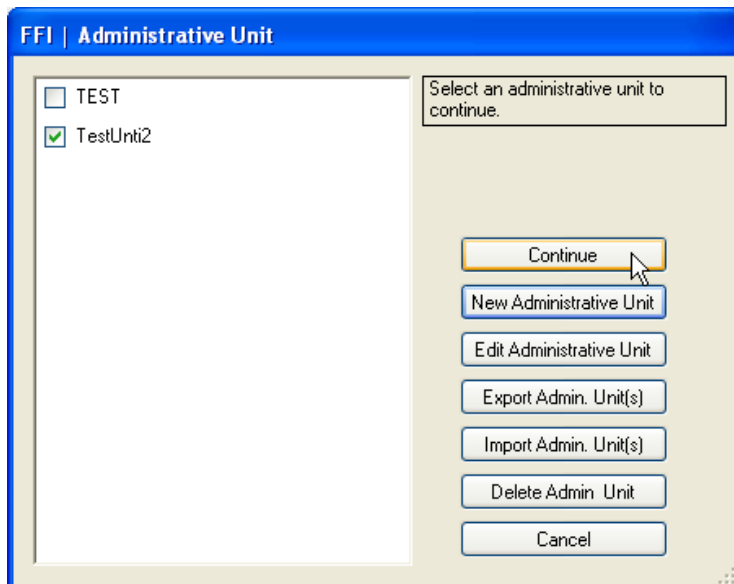 FFI | Administrative Unit
TEST
TestUnti2
Select an administrative unit to
continue.
Continue
New Administrative Unit
Edit Administrative Unit
Export Admin. Unit(s)
Import Admin. Unit(s)
Delete Admin Unit
Cancel